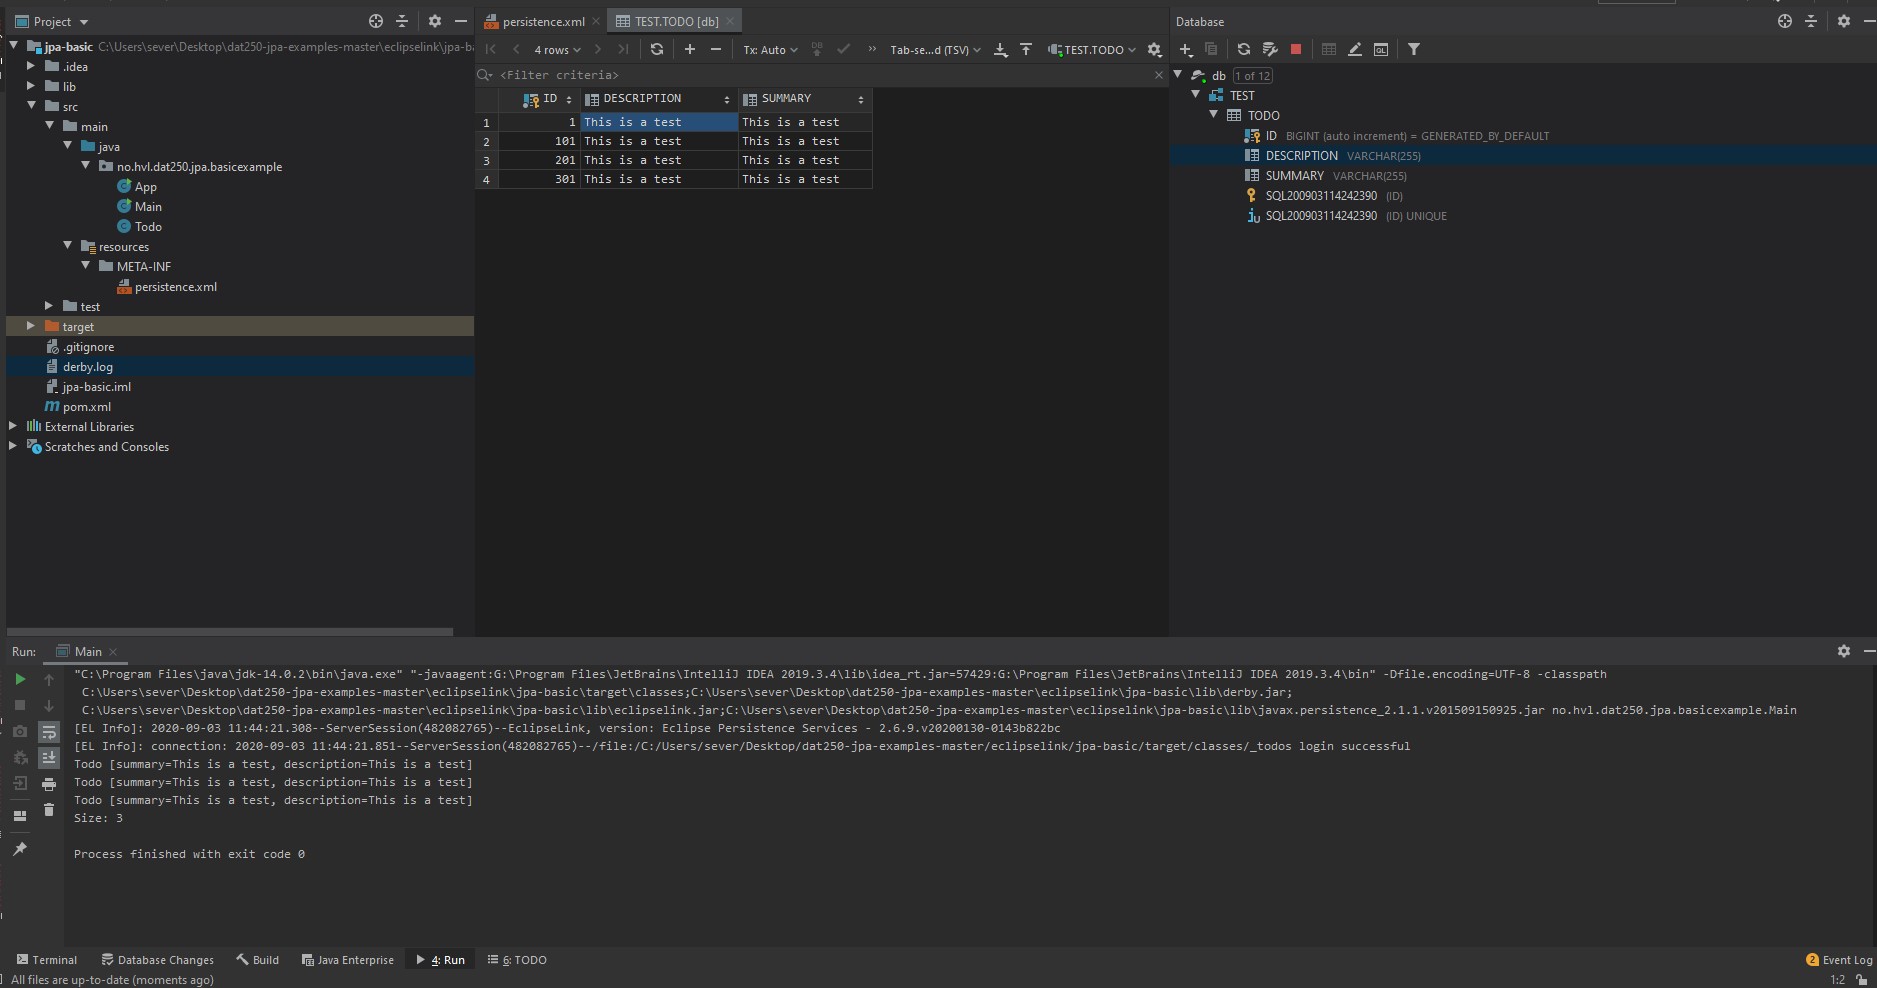 Project
jpa-basic C:\Users\sever\Desktop\dat250-jpa-examples-master\eclipselink\jpa-b
.idea
lib
src
main
java
no.hvl.dat250.jpa.basicexample
App
Main
Todo
resources
META-INF
persistence.xml
test
target
.gitignore
derby.log
jpa-basic.iml
pom.xml
External Libraries
Scratches and Consoles
persistence.xml
TEST.TODO [db]
4 rows
Tx: Auto
DB
Tab-se...d (TSV)
TEST.TODO
<Filter criteria>
ID DESCRIPTION SUMMARY
1 1 This is a test This is a test
2 101 This is a test This is a test
3 201 This is a test This is a test
4 301 This is a test This is a test
Database
QL
db 1 of 12
TEST
TODO
ID BIGINT (auto increment) = GENERATED_BY_DEFAULT
DESCRIPTION VARCHAR(255)
SUMMARY VARCHAR(255)
SQL200903114242390 (ID)
SQL200903114242390 (ID) UNIQUE
Run: Main
"C:\Program Files\java\jdk-14.0.2\bin\java.exe" "-javaagent:G:\Program Files\JetBrains\IntelliJ IDEA 2019.3.4\lib\idea_rt.jar=57429:G:\Program Files\JetBrains\IntelliJ IDEA 2019.3.4\bin" -Dfile.encoding=UTF-8 -classpath
C:\Users\sever\Desktop\dat250-jpa-examples-master\eclipselink\jpa-basic\target\classes;C:\Users\sever\Desktop\dat250-jpa-examples-master\eclipselink\jpa-basic\lib\derby.jar;
C:\Users\sever\Desktop\dat250-jpa-examples-master\eclipselink\jpa-basic\lib\eclipselink.jar;C:\Users\sever\Desktop\dat250-jpa-examples-master\eclipselink\jpa-basic\lib\javax.persistence_2.1.1.v201509150925.jar no.hvl.dat250.jpa.basicexample.Main
[EL Info]: 2020-09-03 11:44:21.308--ServerSession(482082765)--EclipseLink, version: Eclipse Persistence Services - 2.6.9.v20200130-0143b822bc
[EL Info]: connection: 2020-09-03 11:44:21.851--ServerSession(482082765)--/file:/C:/Users/sever/Desktop/dat250-jpa-examples-master/eclipselink/jpa-basic/target/classes/_todos login successful
Todo [summary=This is a test, description=This is a test]
Todo [summary=This is a test, description=This is a test]
Todo [summary=This is a test, description=This is a test]
Size: 3
Process finished with exit code 0
Terminal Database Changes Build Java Enterprise 4: Run 6: TODO 2 Event Log
All files are up-to-date (moments ago) 1:2